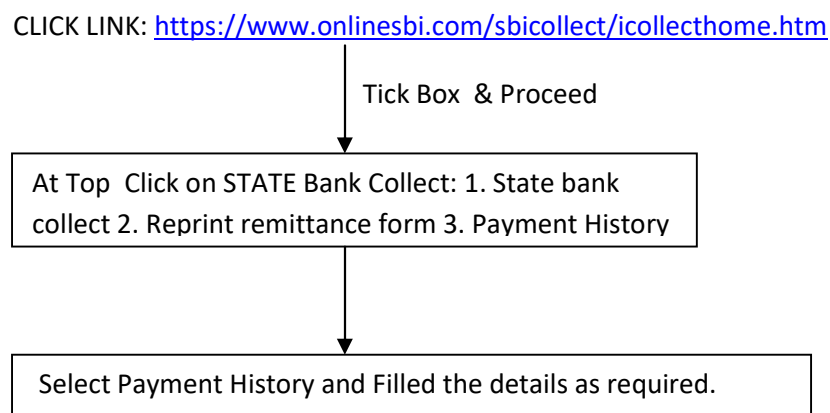 CLICK LINK: https://www.onlinesbi.com/sbicollect/icollecthome.htm
Tick Box & Proceed
At Top Click on STATE Bank Collect: 1. State bank
collect 2. Reprint remittance form 3. Payment History
Select Payment History and Filled the details as required.